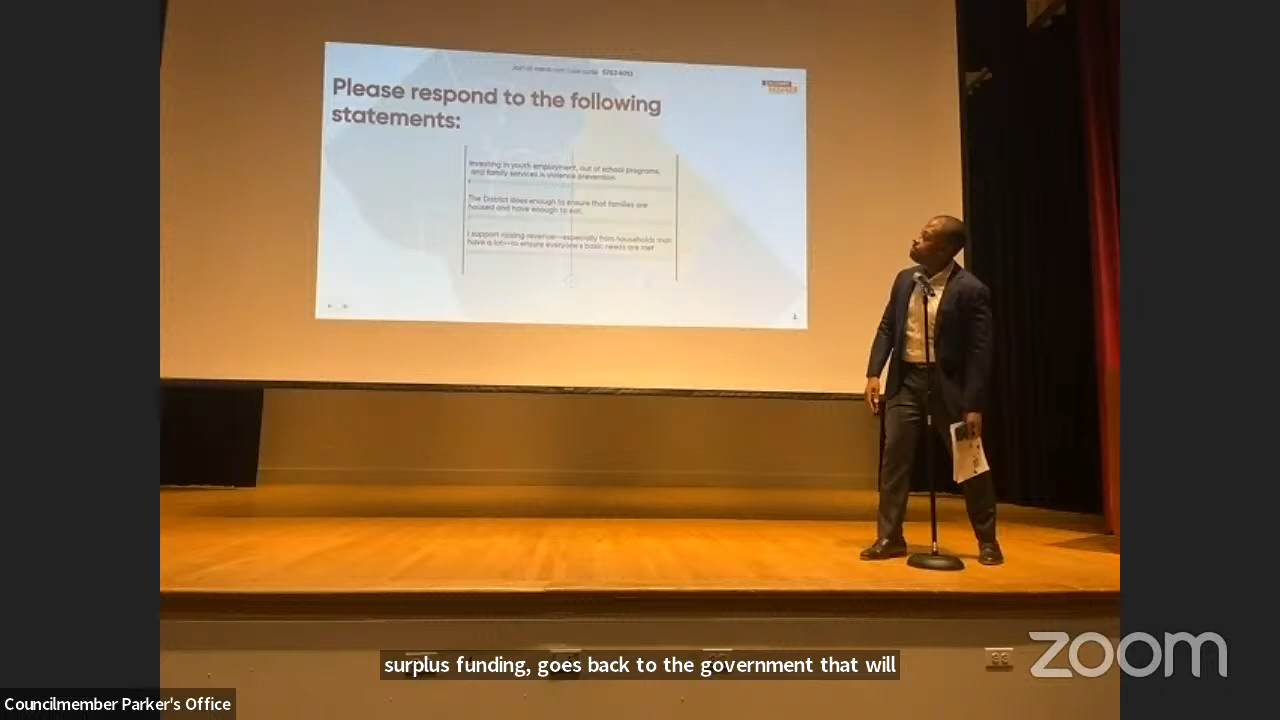 Please respond to the following
statements:
Investing in youth employment, out of school programs,
and family services is violence prevention.
The District does enough to ensure that families are
housed and have enough to eat.
I support raising revenue—especially from households that
have a lot—to ensure everyone's basic needs are met
surplus funding, goes back to the government that will
zoom
Councilmember Parker's Office